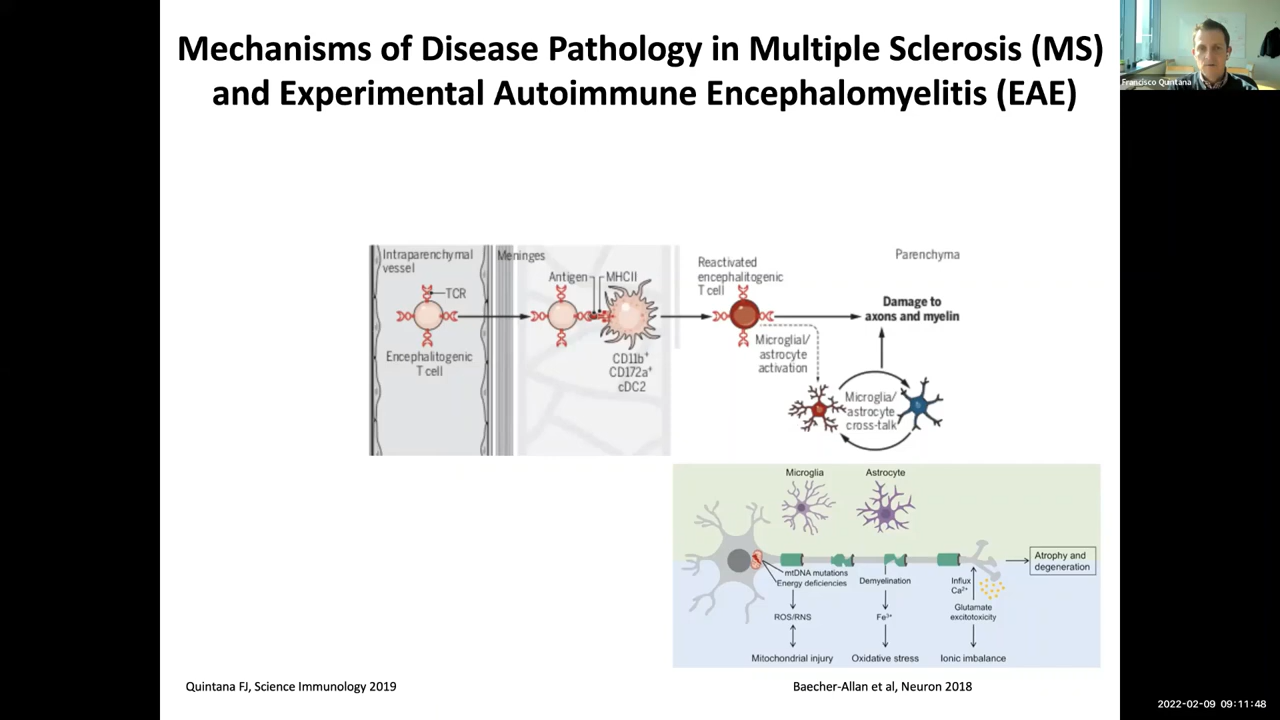 Mechanisms of Disease Pathology in Multiple Sclerosis (MS)
and Experimental Autoimmune Encephalomyelitis (EAE)
Francisco Quintana
Intraparenchymal
vessel
TCR
Encephalitogenic
T cell
Meninges
Antigen
MHCII
CD11b⁺
CD172a⁺
cDC2
Reactivated
encephalitogenic
T cell
Parenchyma
Damage to
axons and myelin
Microglial/
astrocyte
activation
Microglia/
astrocyte
cross-talk
Microglia
Astrocyte
mtDNA mutations
Energy deficiencies
ROS/RNS
Mitochondrial injury
Demyelination
Fe³⁺
Oxidative stress
Influx
Ca²⁺
Glutamate
excitotoxicity
Ionic imbalance
Atrophy and
degeneration
Quintana FJ, Science Immunology 2019
Baecher-Allan et al, Neuron 2018
2022-02-09 09:11:48